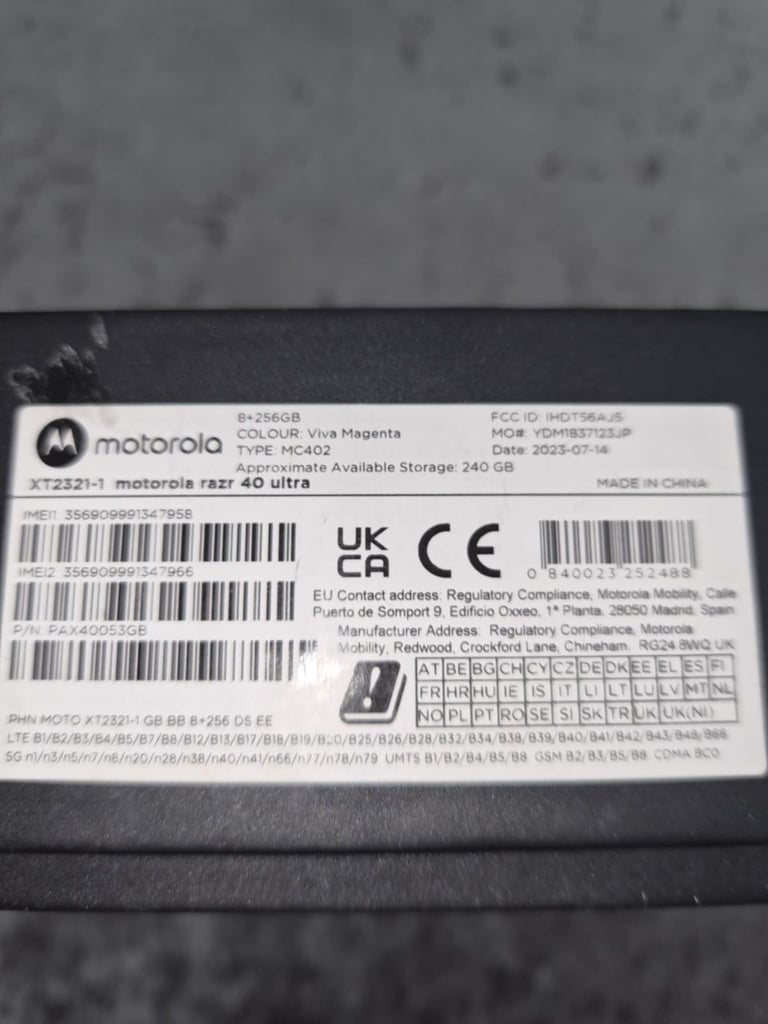 motorola
8+256GB
COLOUR: Viva Magenta
TYPE: MC402
Approximate Available Storage: 240 GB
FCC ID: IHDT56AJ5
MO#: YDM1837123JP
Date: 2023-07-14
XT2321-1 motorola razr 40 ultra
MADE IN CHINA
IMEI1: 356909991347958
IMEI2: 356909991347966
P/N: PAX40053GB
UK
CA
CE
0 840023 252488
EU Contact address: Regulatory Compliance, Motorola Mobility, Calle
Puerto de Somport 9, Edificio Oxxeo, 1ª Planta. 28050 Madrid. Spain
Manufacturer Address: Regulatory Compliance, Motorola
Mobility, Redwood, Crockford Lane, Chineham. RG24 8WQ UK
AT BE BG CH CY CZ DE DK EE EL ES FI
FR HR HU IE IS IT LI LT LU LV MT NL
NO PL PT RO SE SI SK TR UK UK(NI)
PHN MOTO XT2321-1 GB BB 8+256 DS EE
LTE B1/B2/B3/B4/B5/B7/B8/B12/B13/B17/B18/B19/B20/B25/B26/B28/B32/B34/B38/B39/B40/B41/B42/B43/B48/B66
5G n1/n3/n5/n7/n8/n20/n28/n38/n40/n41/n66/n77/n78/n79 UMTS B1/B2/B4/B5/B8 GSM B2/B3/B5/B8 CDMA BC0